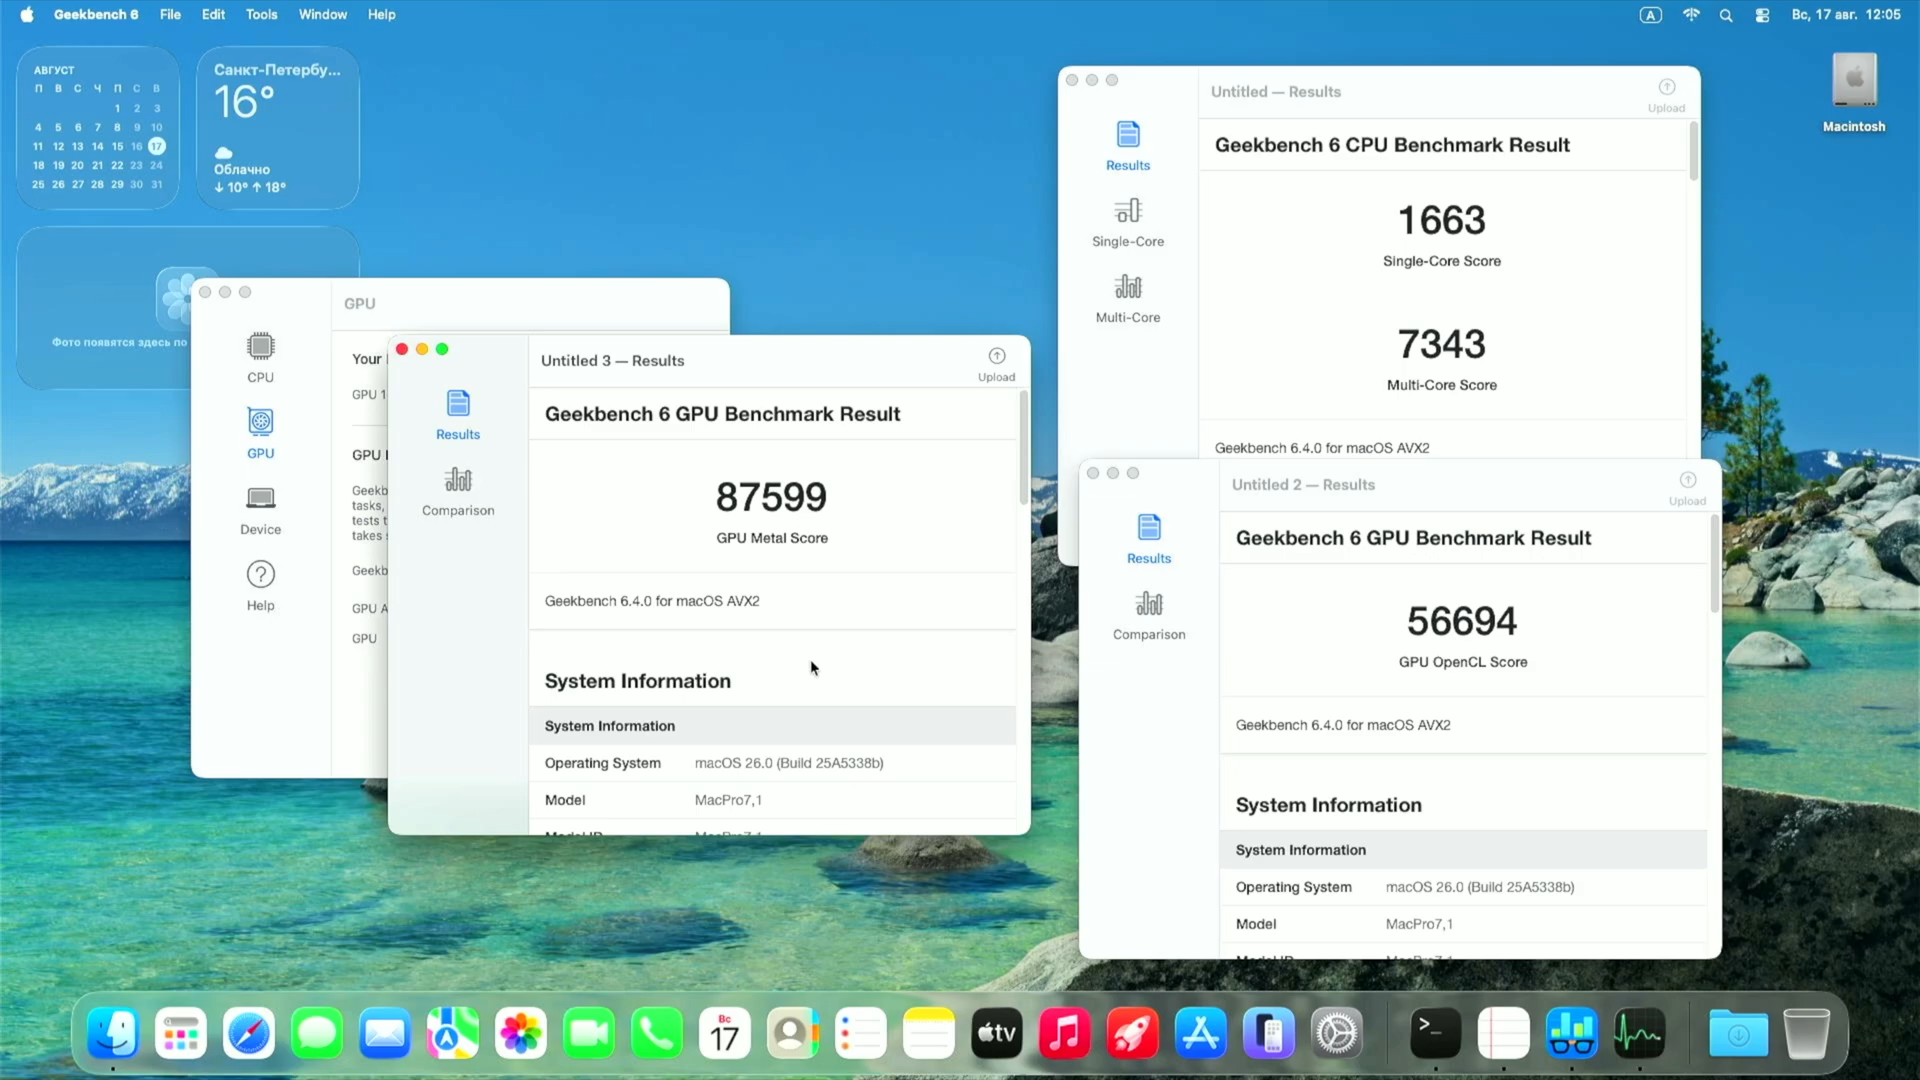 Geekbench 6 File Edit Tools Window Help
A Вс, 17 авг. 12:05
АВГУСТ
П В С Ч П С В
1 2 3
4 5 6 7 8 9 10
11 12 13 14 15 16 17
18 19 20 21 22 23 24
25 26 27 28 29 30 31
Санкт-Петербу...
16°
Облачно
↓ 10° ↑ 18°
Фото появятся здесь по
Macintosh
GPU
CPU
GPU
Device
Help
Your
GPU 1
GPU
Geekb
tasks,
tests t
takes
Geekb
GPU A
GPU
Untitled 3 — Results
Upload
Results
Comparison
Geekbench 6 GPU Benchmark Result
87599
GPU Metal Score
Geekbench 6.4.0 for macOS AVX2
System Information
System Information
Operating System macOS 26.0 (Build 25A5338b)
Model MacPro7,1
Untitled — Results
Upload
Results
Single-Core
Multi-Core
Geekbench 6 CPU Benchmark Result
1663
Single-Core Score
7343
Multi-Core Score
Geekbench 6.4.0 for macOS AVX2
Untitled 2 — Results
Upload
Results
Comparison
Geekbench 6 GPU Benchmark Result
56694
GPU OpenCL Score
Geekbench 6.4.0 for macOS AVX2
System Information
System Information
Operating System macOS 26.0 (Build 25A5338b)
Model MacPro7,1
Вс
17
tv